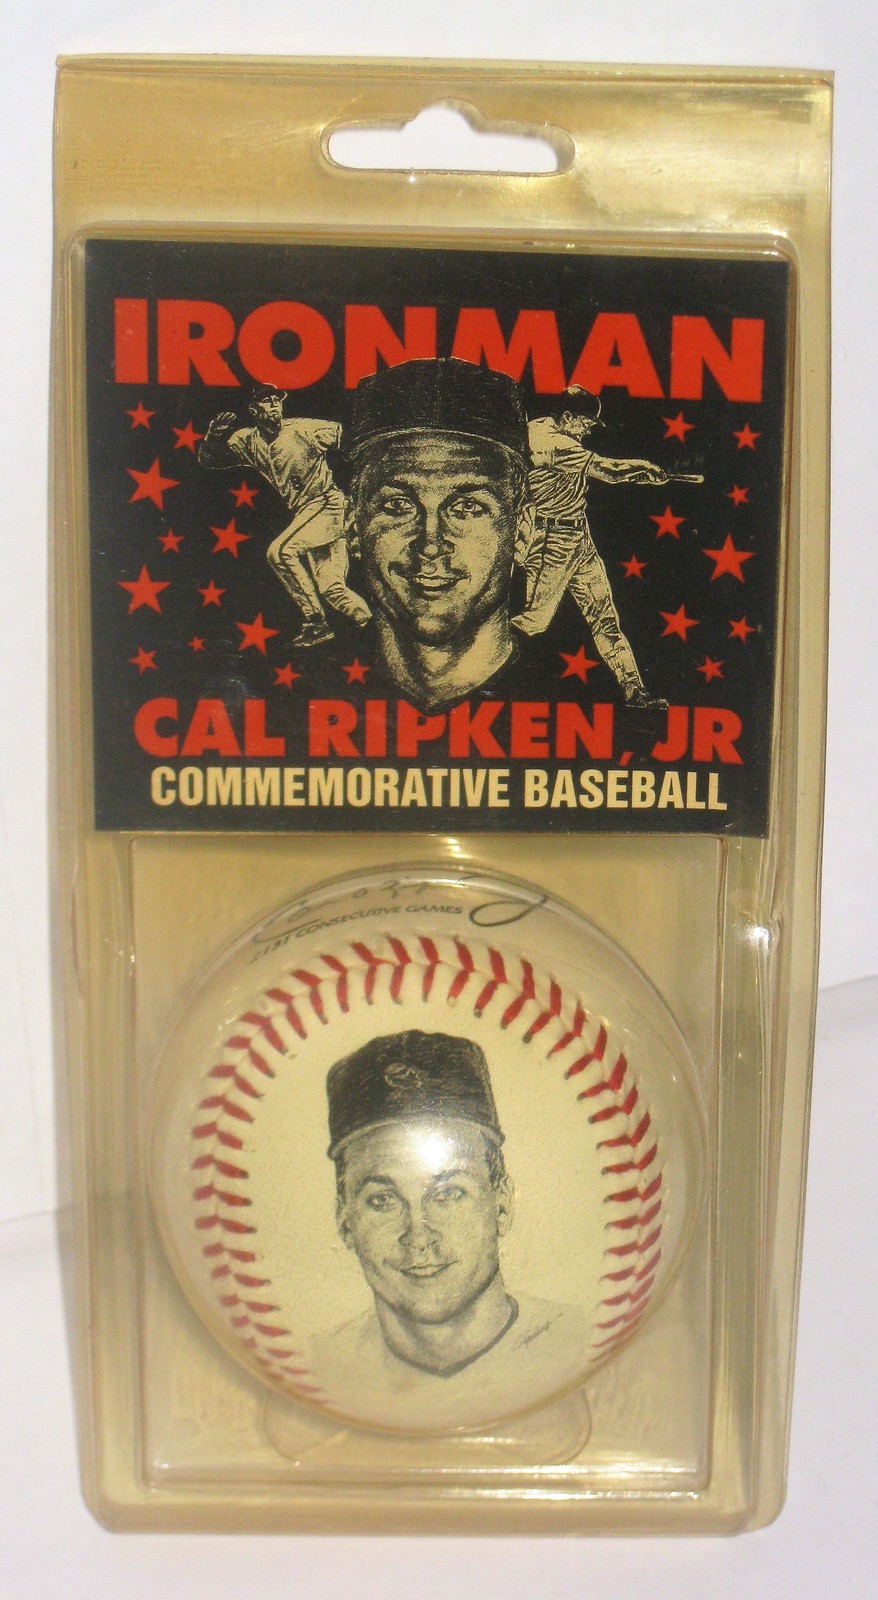 IRONMAN
CAL RIPKEN, JR
COMMEMORATIVE BASEBALL
2131 CONSECUTIVE GAMES